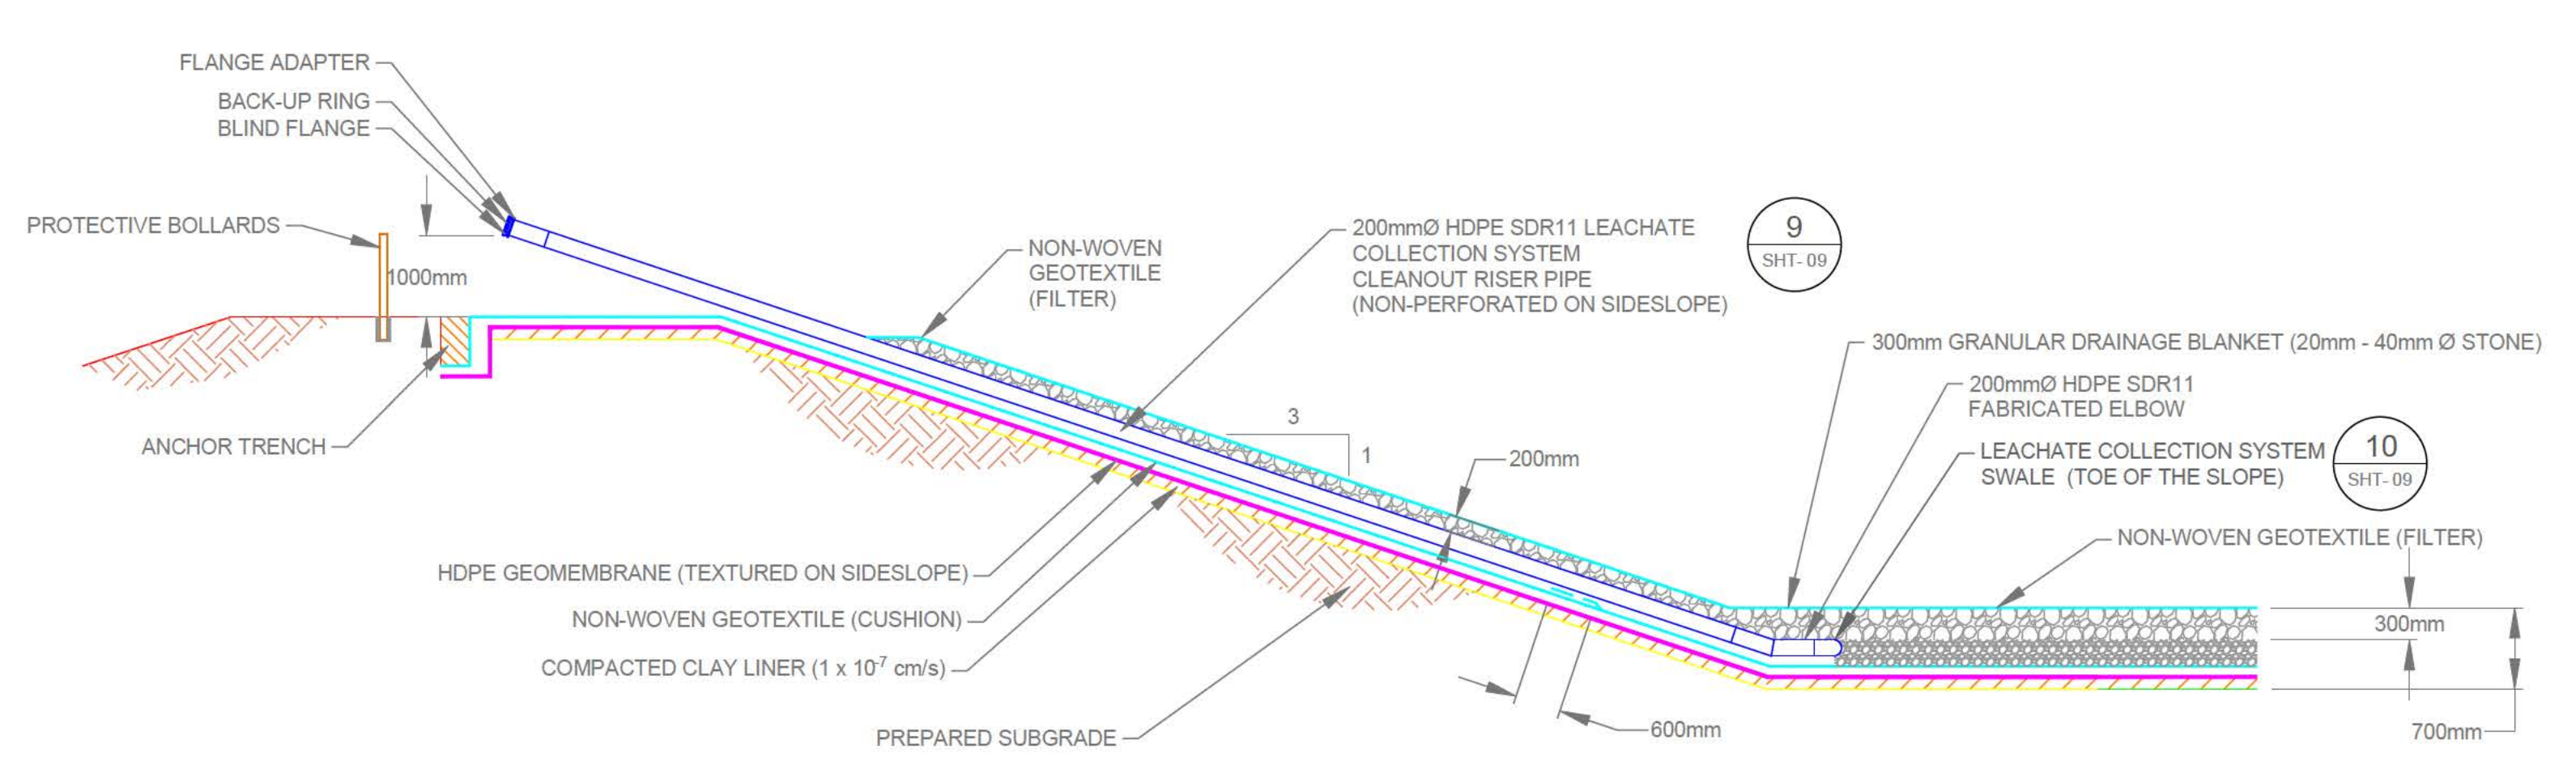 FLANGE ADAPTER
BACK-UP RING
BLIND FLANGE
PROTECTIVE BOLLARDS
1000mm
ANCHOR TRENCH
NON-WOVEN
GEOTEXTILE
(FILTER)
200mmØ HDPE SDR11 LEACHATE
COLLECTION SYSTEM
CLEANOUT RISER PIPE
(NON-PERFORATED ON SIDESLOPE)
9
SHT- 09
3
1
200mm
300mm GRANULAR DRAINAGE BLANKET (20mm - 40mm Ø STONE)
200mmØ HDPE SDR11
FABRICATED ELBOW
LEACHATE COLLECTION SYSTEM
SWALE (TOE OF THE SLOPE)
10
SHT- 09
NON-WOVEN GEOTEXTILE (FILTER)
300mm
700mm
HDPE GEOMEMBRANE (TEXTURED ON SIDESLOPE)
NON-WOVEN GEOTEXTILE (CUSHION)
COMPACTED CLAY LINER (1 x 10⁻⁷ cm/s)
PREPARED SUBGRADE
600mm